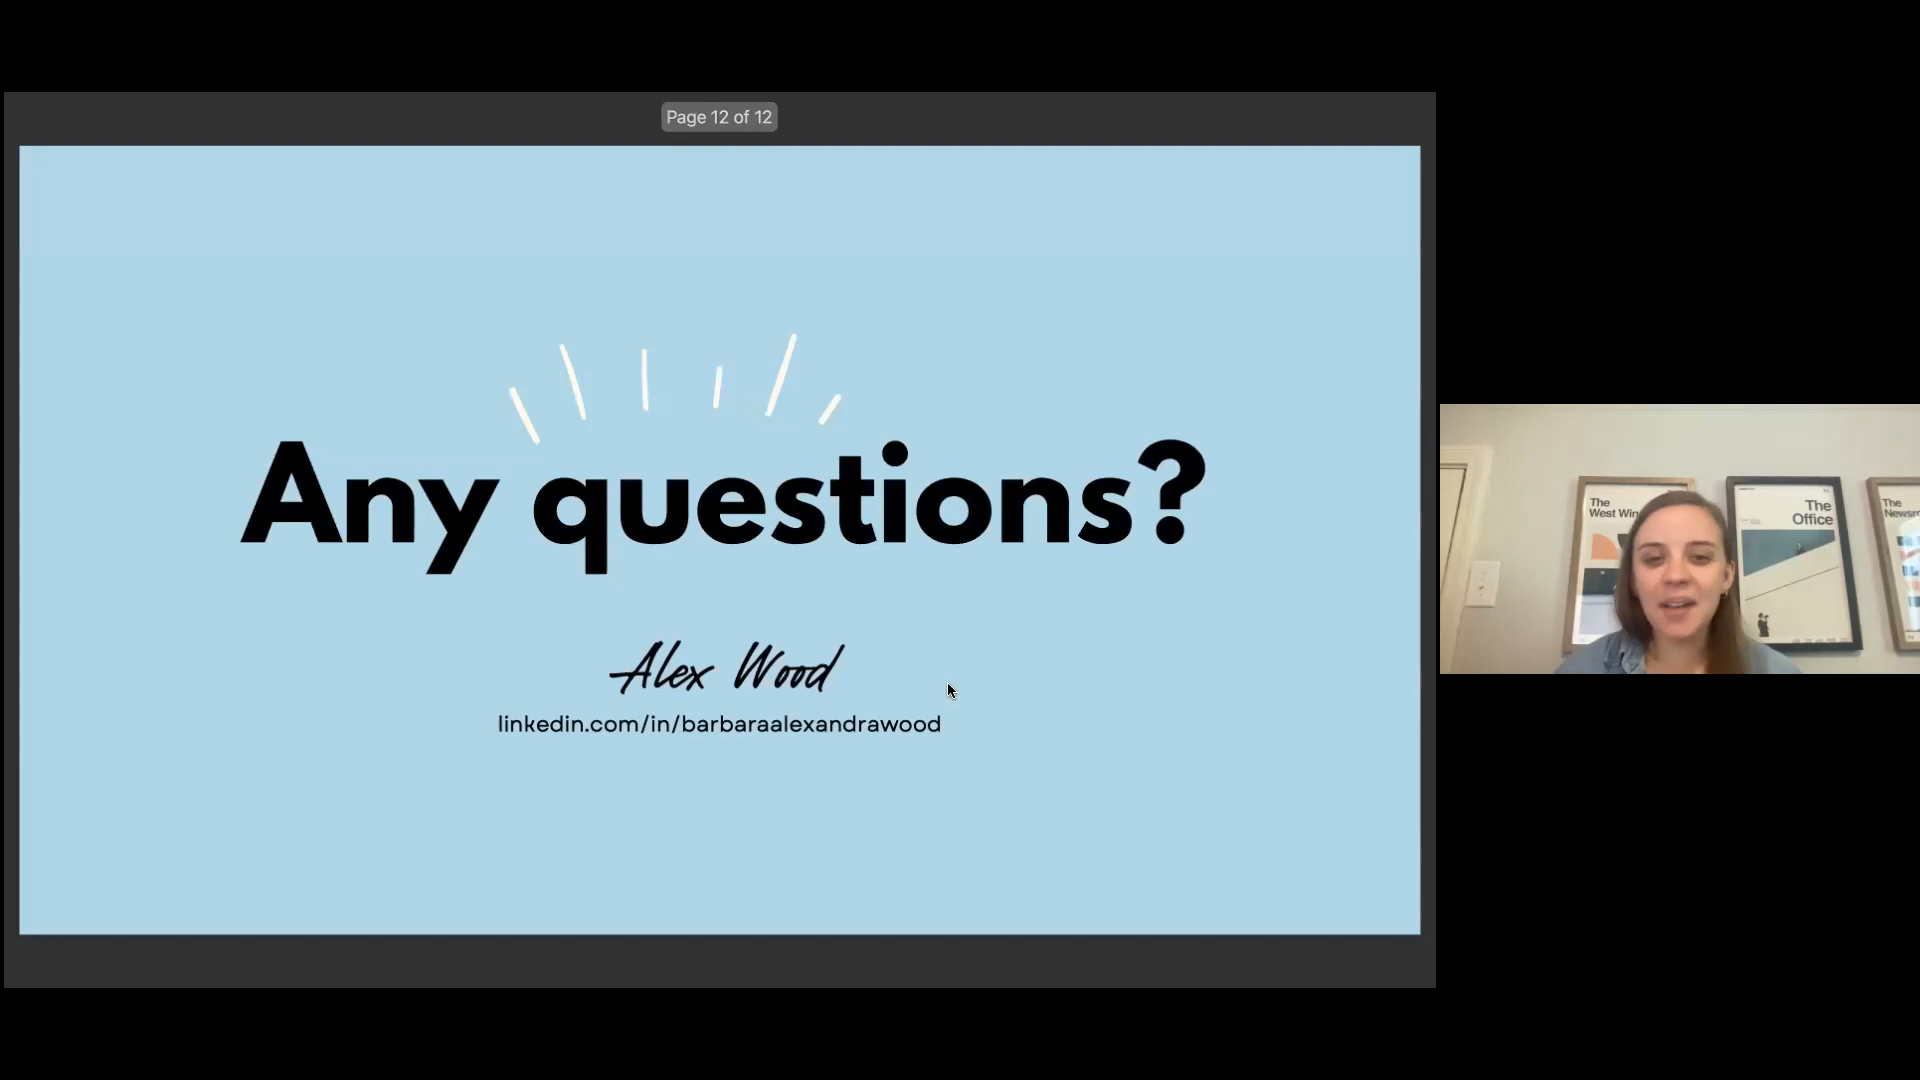 Page 12 of 12
Any questions?
Alex Wood
linkedin.com/in/barbaraalexandrawood
The
West Win
The
Office
The
Newsr